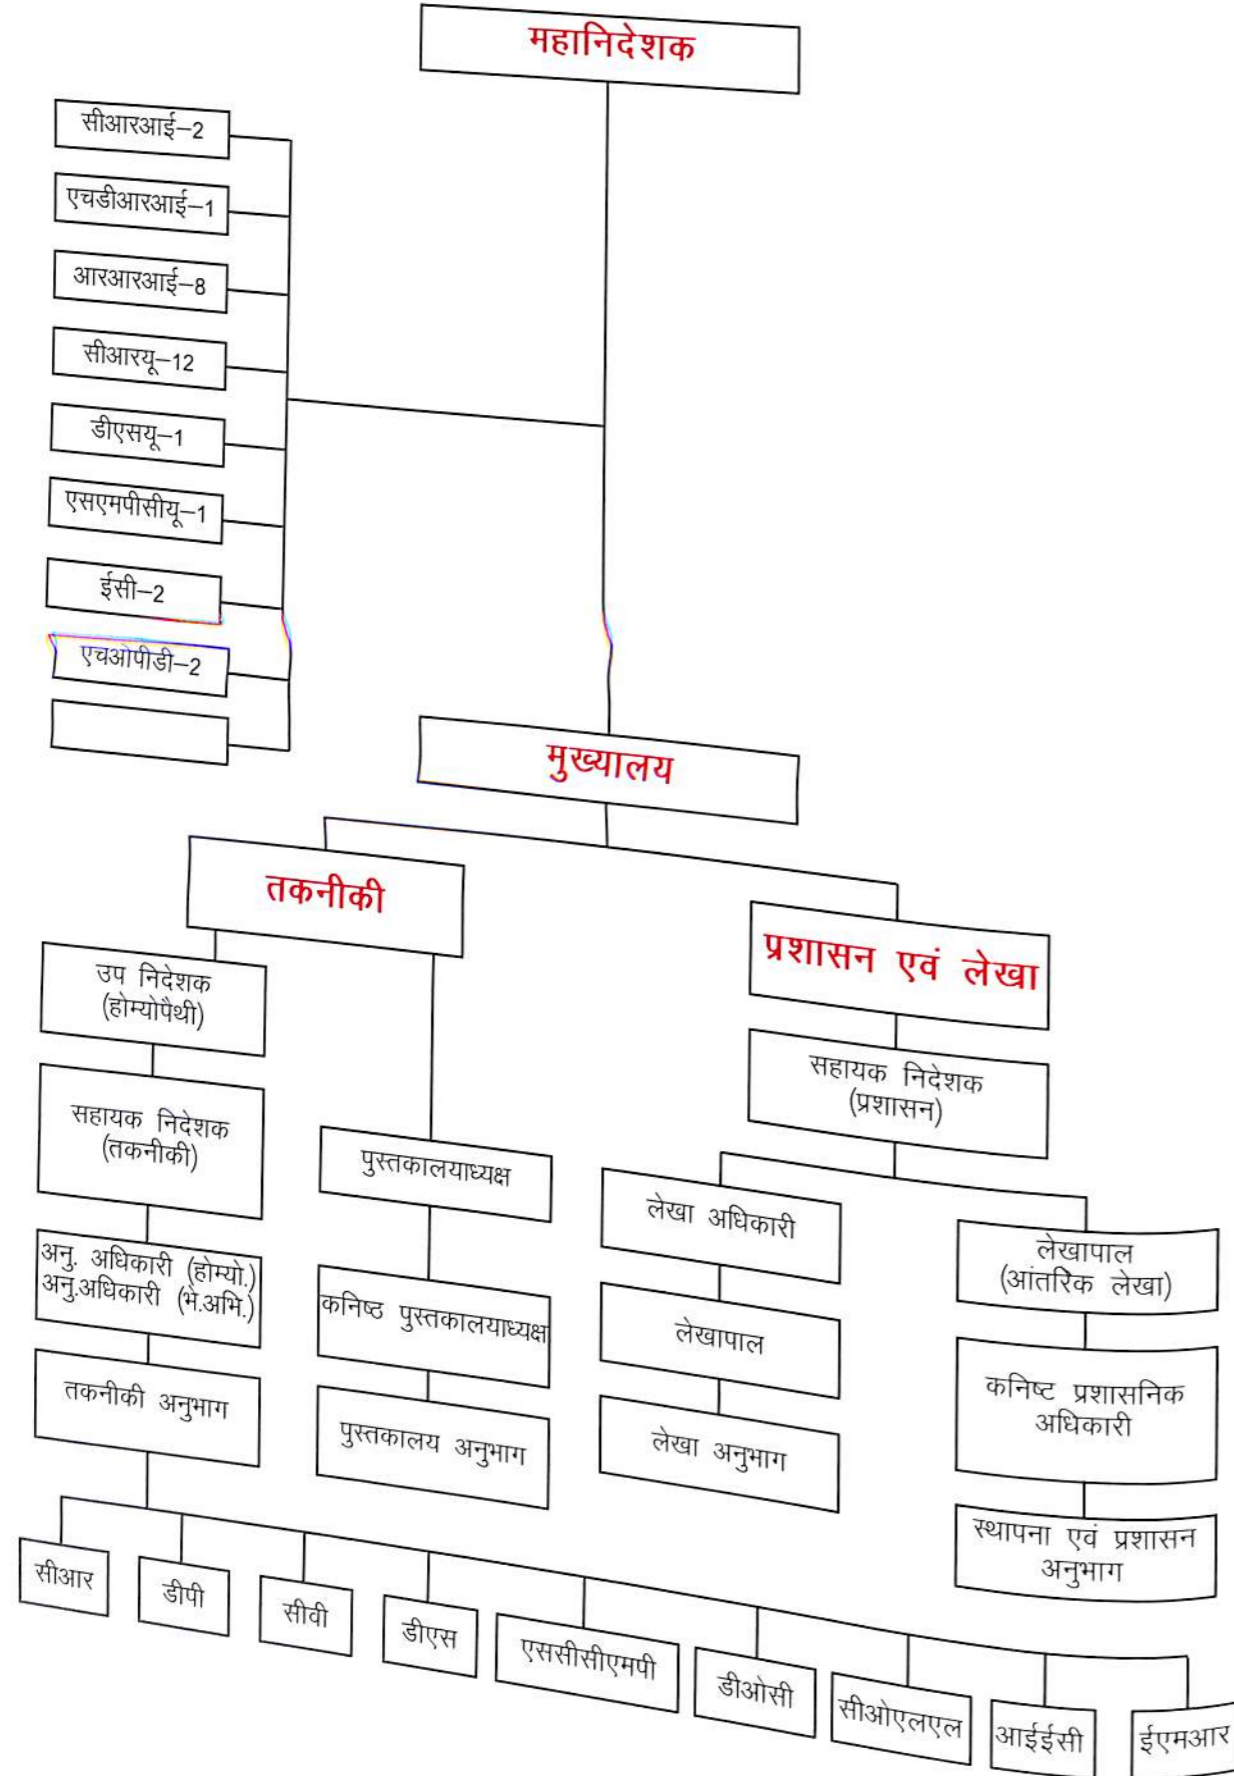 महानिदेशक
सीआरआई–2
एचडीआरआई–1
आरआरआई–8
सीआरयू–12
डीएसयू–1
एसएमपीसीयू–1
ईसी–2
एचओपीडी–2
मुख्यालय
तकनीकी
प्रशासन एवं लेखा
उप निदेशक
(होम्योपैथी)
सहायक निदेशक
(प्रशासन)
सहायक निदेशक
(तकनीकी)
पुस्तकालयाध्यक्ष
लेखा अधिकारी
लेखापाल
(आंतरिक लेखा)
अनु. अधिकारी (होम्यो.)
अनु.अधिकारी (भे.अभि.)
कनिष्ठ पुस्तकालयाध्यक्ष
लेखापाल
कनिष्ट प्रशासनिक
अधिकारी
तकनीकी अनुभाग
पुस्तकालय अनुभाग
लेखा अनुभाग
स्थापना एवं प्रशासन
अनुभाग
सीआर
डीपी
सीवी
डीएस
एससीसीएमपी
डीओसी
सीओएलएल
आईईसी
ईएमआर